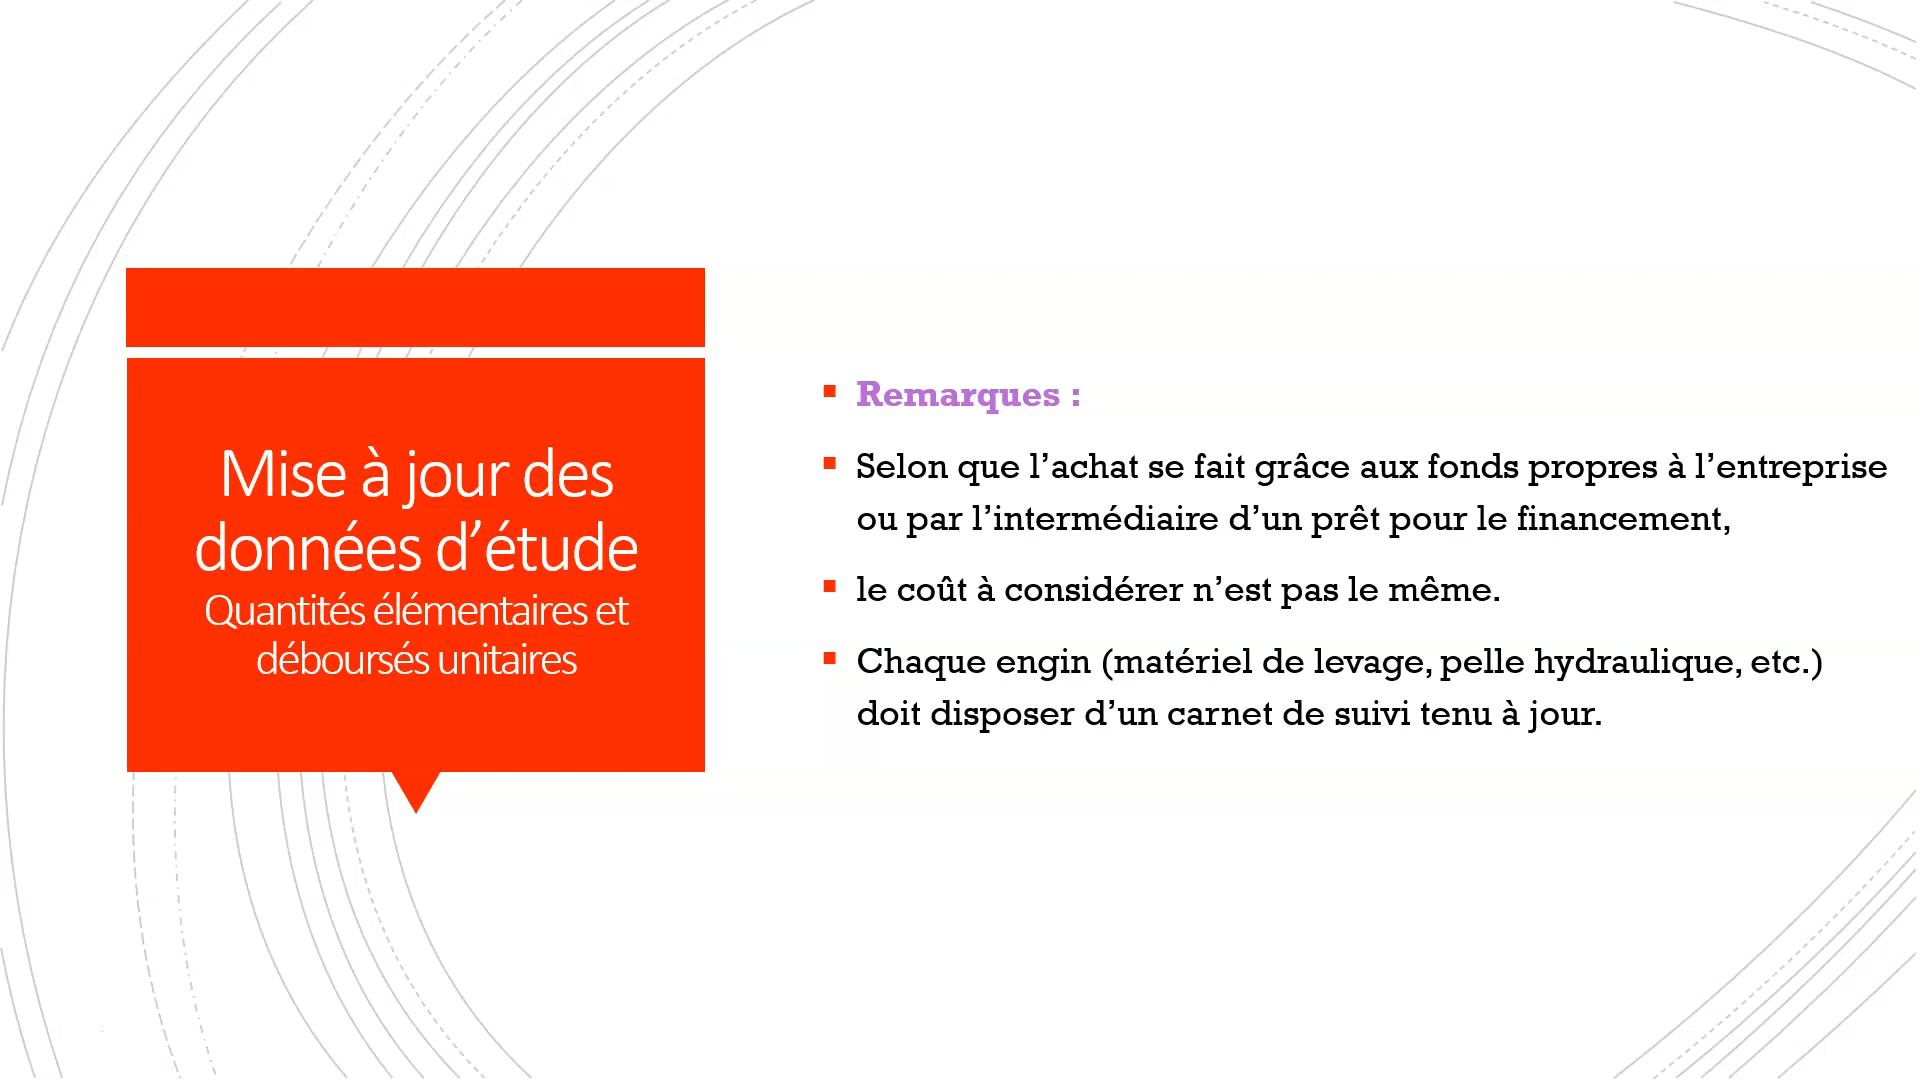 Mise à jour des
données d’étude
Quantités élémentaires et
déboursés unitaires
Remarques :
Selon que l’achat se fait grâce aux fonds propres à l’entreprise
ou par l’intermédiaire d’un prêt pour le financement,
le coût à considérer n’est pas le même.
Chaque engin (matériel de levage, pelle hydraulique, etc.)
doit disposer d’un carnet de suivi tenu à jour.